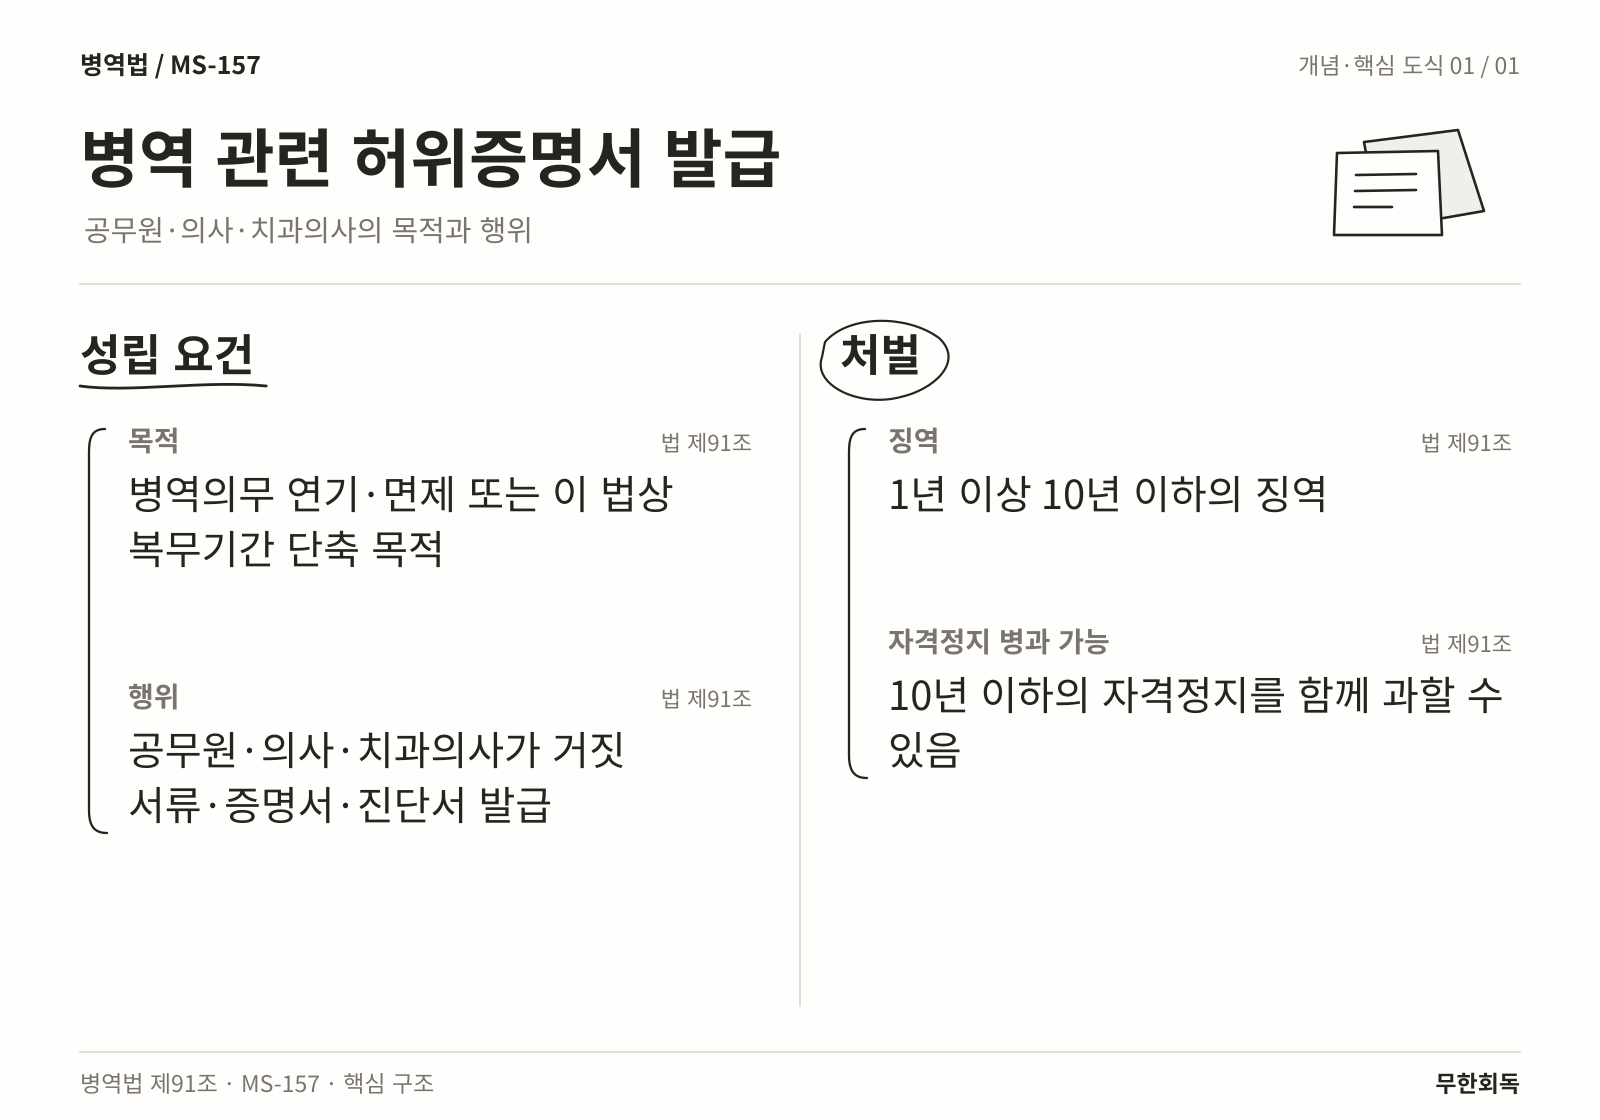 병역법 / MS-157
개념·핵심 도식 01 / 01
병역 관련 허위증명서 발급
공무원·의사·치과의사의 목적과 행위
성립 요건
목적
법 제91조
병역의무 연기·면제 또는 이 법상
복무기간 단축 목적
행위
법 제91조
공무원·의사·치과의사가 거짓
서류·증명서·진단서 발급
처벌
징역
법 제91조
1년 이상 10년 이하의 징역
자격정지 병과 가능
법 제91조
10년 이하의 자격정지를 함께 과할 수
있음
병역법 제91조 · MS-157 · 핵심 구조
무한회독